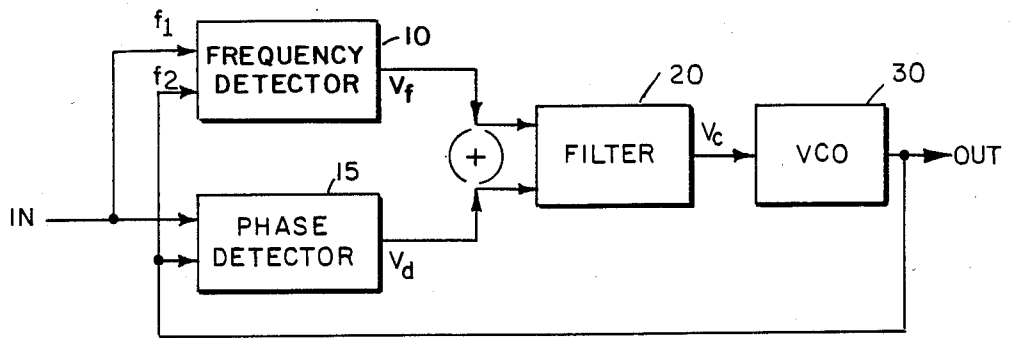 f1
FREQUENCY
DETECTOR
10
f2
Vf
20
30
+
FILTER
Vc
VCO
OUT
15
IN
PHASE
DETECTOR
Vd